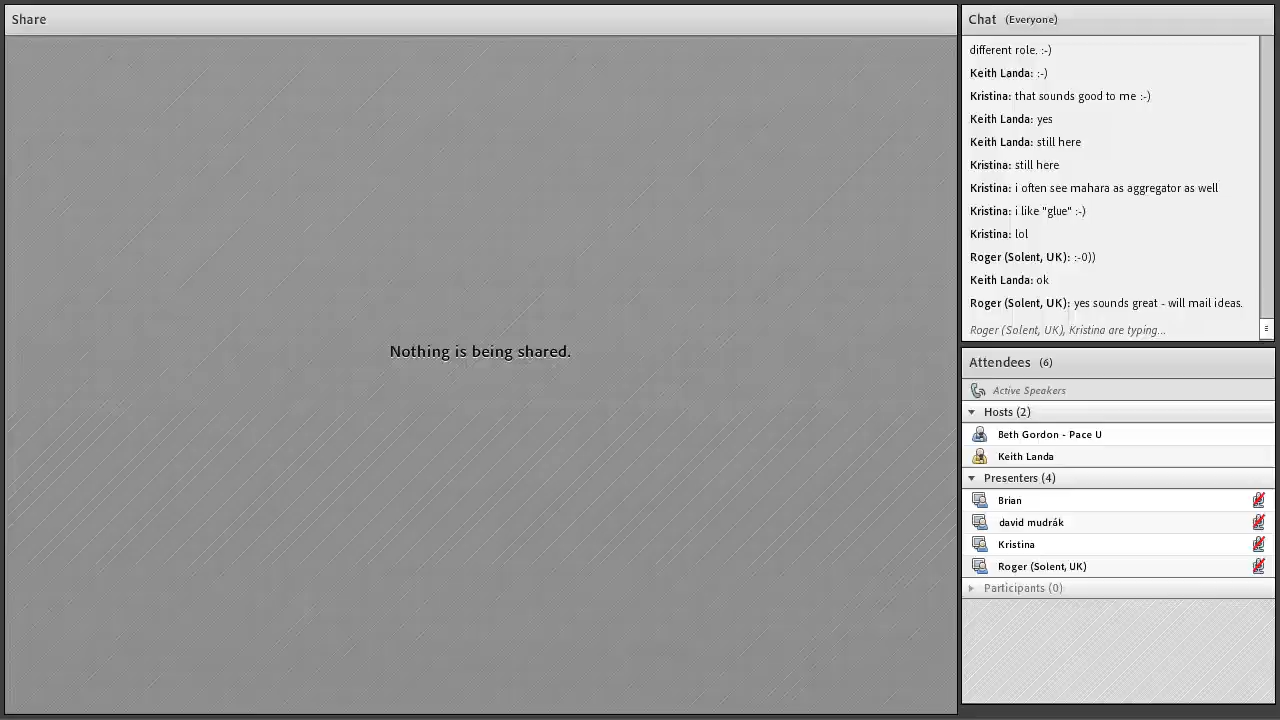 Share
Nothing is being shared.
Chat (Everyone)
different role. :-)
Keith Landa: :-)
Kristina: that sounds good to me :-)
Keith Landa: yes
Keith Landa: still here
Kristina: still here
Kristina: i often see mahara as aggregator as well
Kristina: i like "glue" :-)
Kristina: lol
Roger (Solent, UK): :-0))
Keith Landa: ok
Roger (Solent, UK): yes sounds great - will mail ideas.
Roger (Solent, UK), Kristina are typing...
Attendees (6)
Active Speakers
Hosts (2)
Beth Gordon - Pace U
Keith Landa
Presenters (4)
Brian
david mudrák
Kristina
Roger (Solent, UK)
Participants (0)